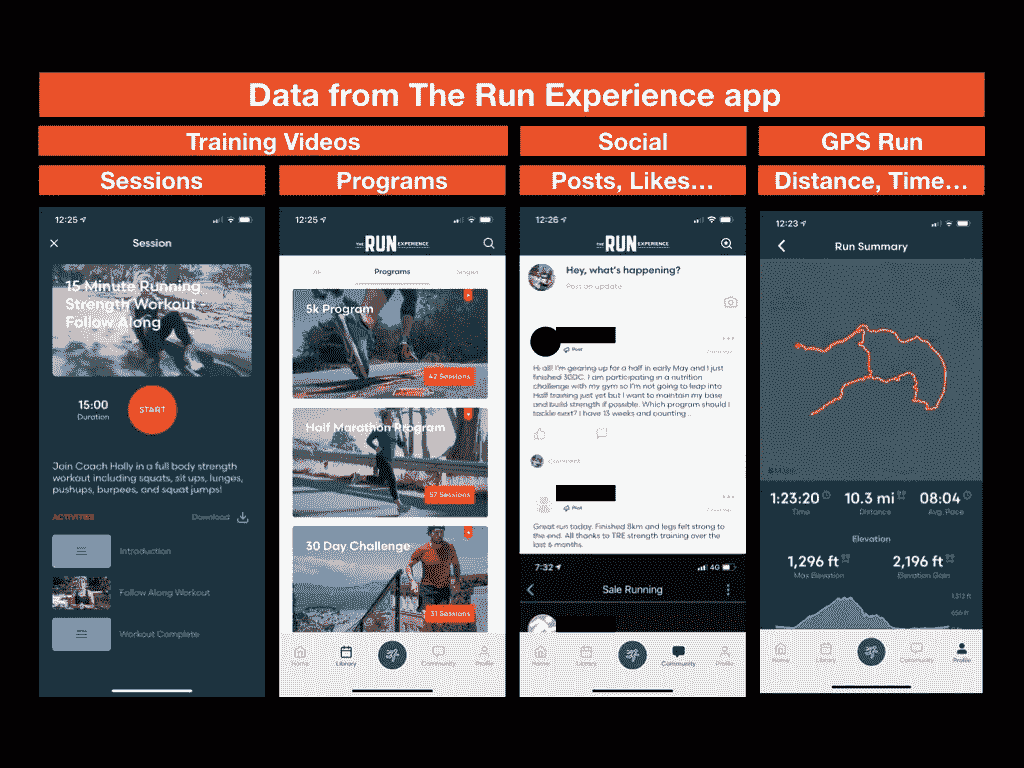 Data from The Run Experience app
Training Videos
Social
GPS Run
Sessions
Programs
Posts, Likes...
Distance, Time...
12:25
Session
15 Minute Running
Strength Workout -
Follow Along
15:00
Duration
START
Join Coach Holly in a full body strength
workout including squats, sit ups, lunges,
pushups, burpees, and squat jumps!
ACTIVITIES
Download
Introduction
Follow Along Workout
Workout Complete
12:25
THE RUN EXPERIENCE
All
Programs
Singles
5k Program
42 Sessions
Half Marathon Program
57 Sessions
30 Day Challenge
31 Sessions
Home
Library
Community
Profile
12:26
THE RUN EXPERIENCE
Hey, what's happening?
Post an update
Post
Hi all! I'm gearing up for a half in early May and I just
finished 30DC. I am participating in a nutrition
challenge with my gym so I'm not going to leap into
Half training just yet but I want to maintain my base
and build strength if possible. Which program should I
tackle next? I have 13 weeks and counting ..
Comment
Post
Great run today. Finished 8km and legs felt strong to
the end. All thanks to TRE strength training over the
last 6 months.
7:32
4G
Sale Running
Home
Library
Community
Profile
12:23
Run Summary
1:23:20
10.3 mi
08:04
Time
Distance
Avg. Pace
Elevation
1,296 ft
2,196 ft
Max Elevation
Elevation Gain
1,313 ft
656 ft
Home
Library
Community
Profile